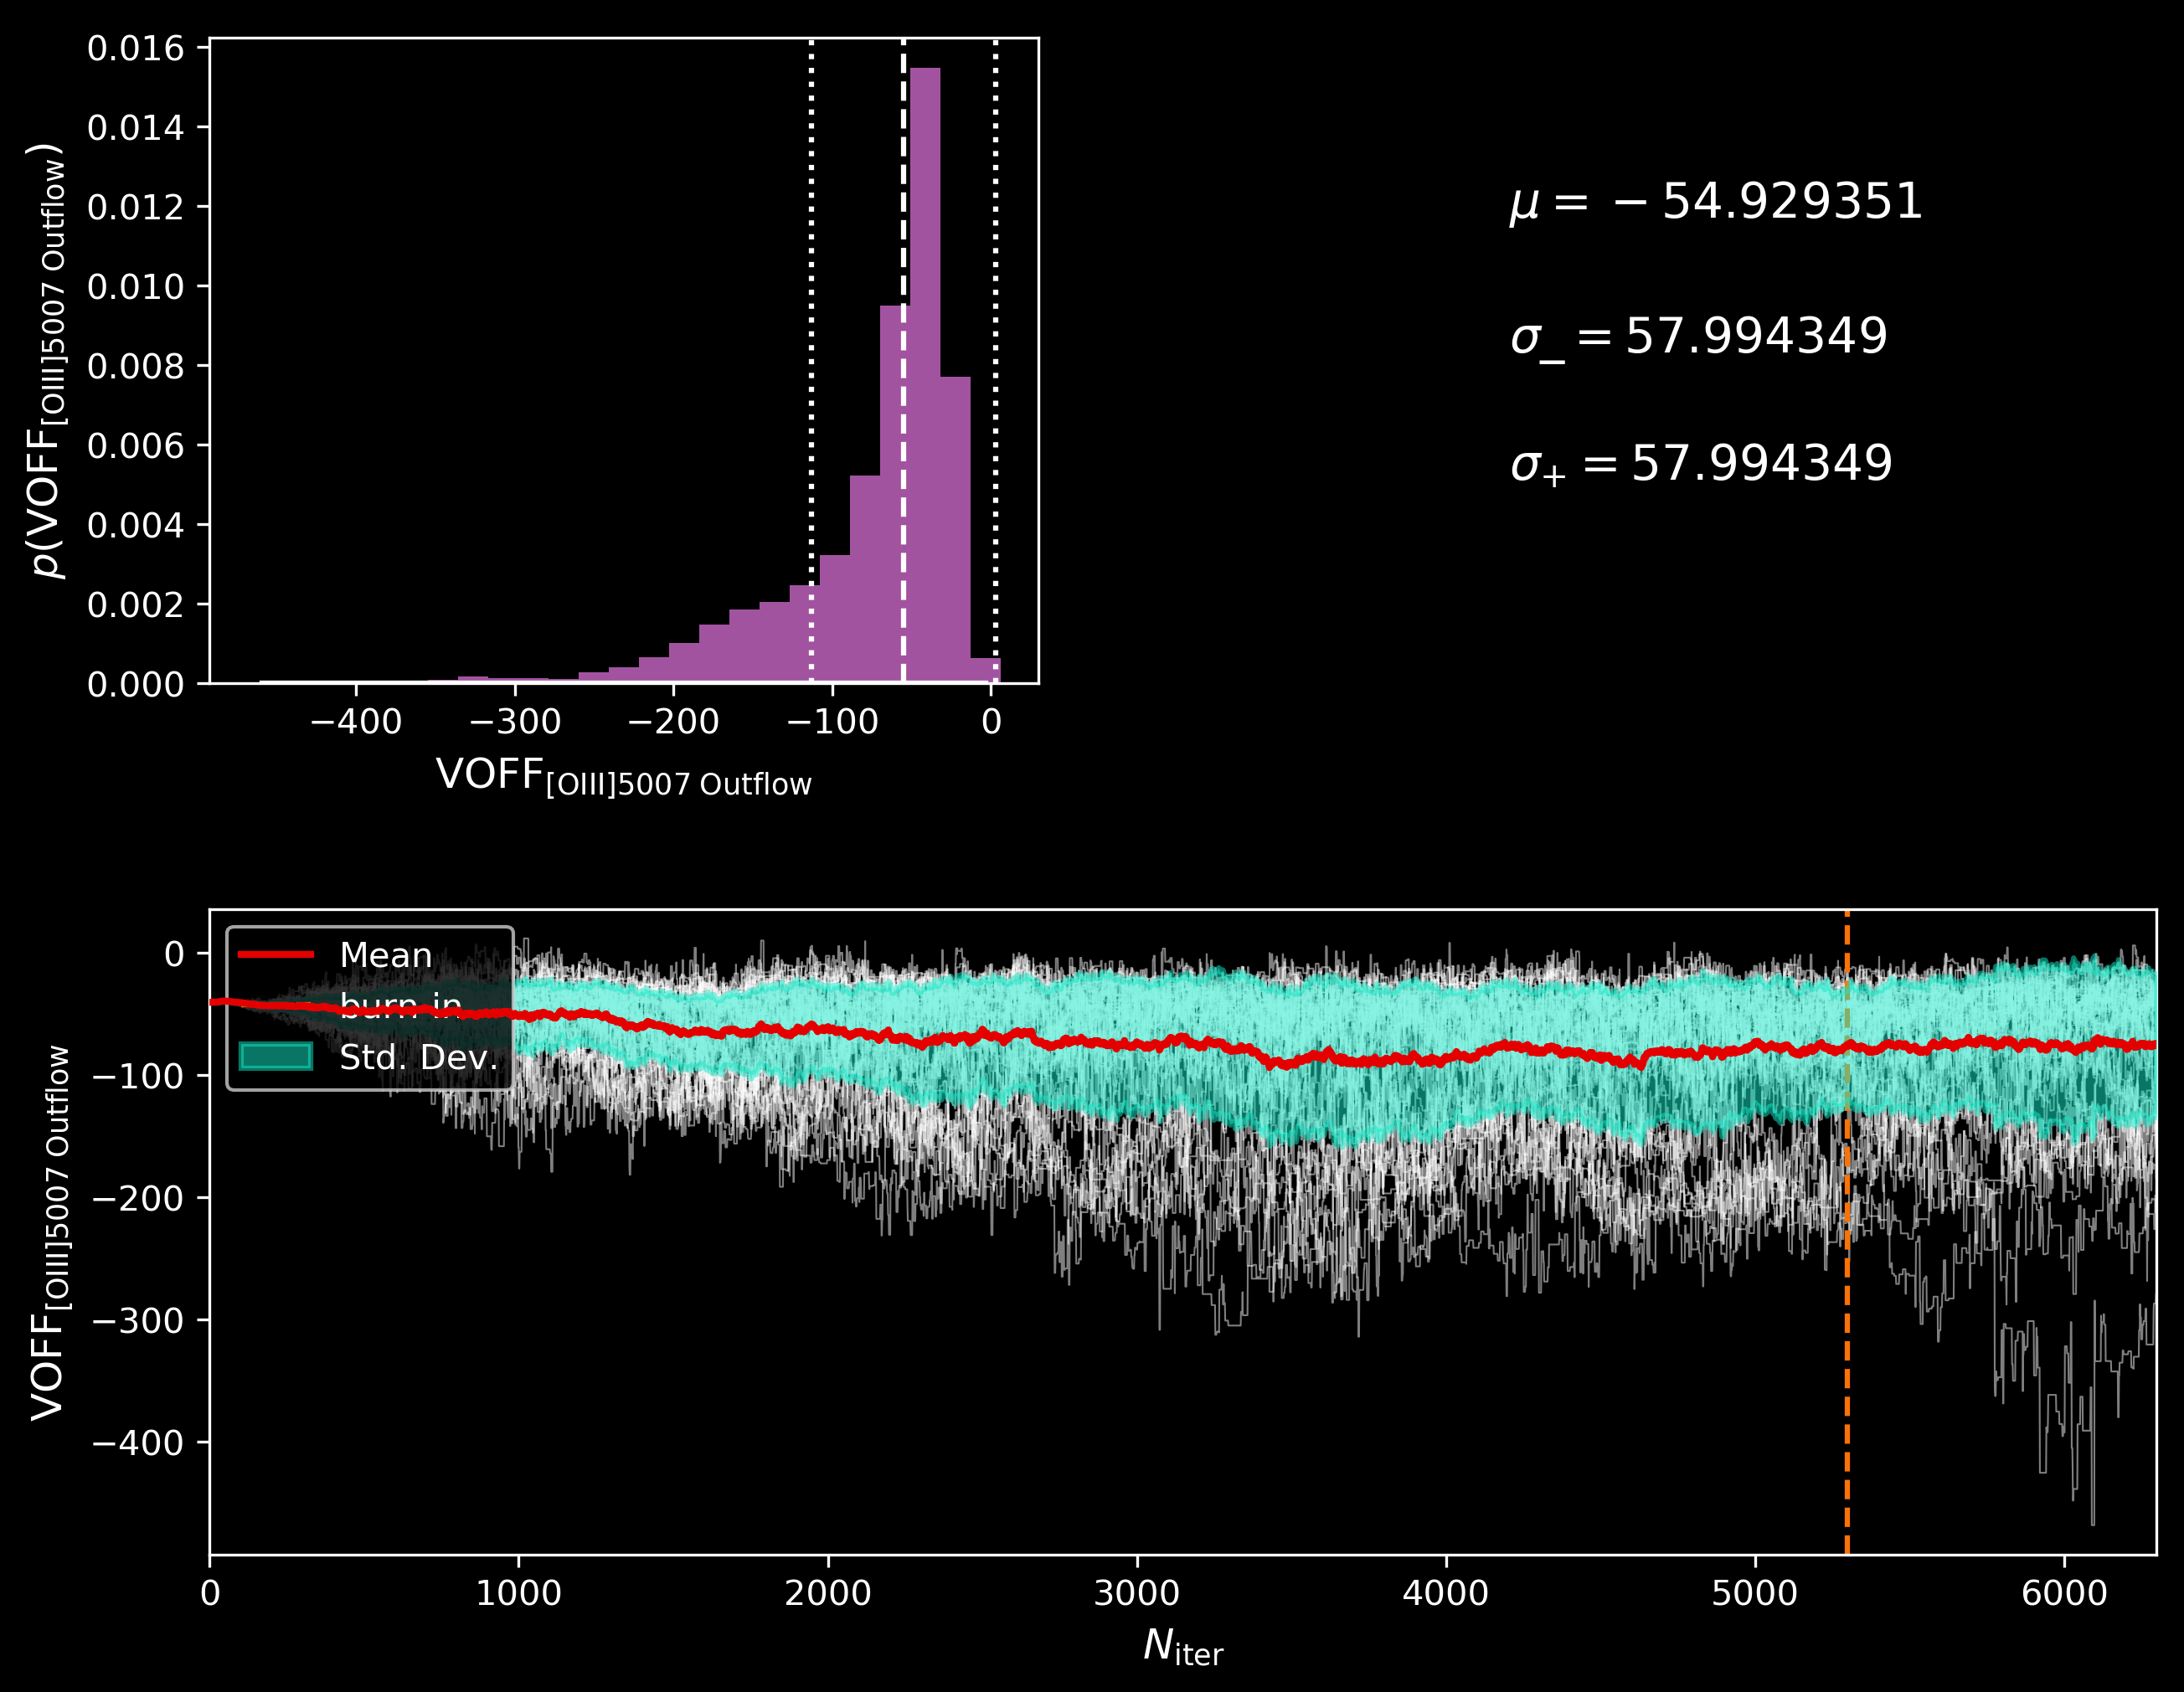 0.016
0.014
0.012
0.010
0.008
0.006
0.004
0.002
0.000
p(VOFF[OIII]5007 Outflow)
−400 −300 −200 −100 0
VOFF[OIII]5007 Outflow
μ = − 54.929351
σ− = 57.994349
σ+ = 57.994349
0
−100
−200
−300
−400
VOFF[OIII]5007 Outflow
Mean
burn-in
Std. Dev.
0 1000 2000 3000 4000 5000 6000
Niter